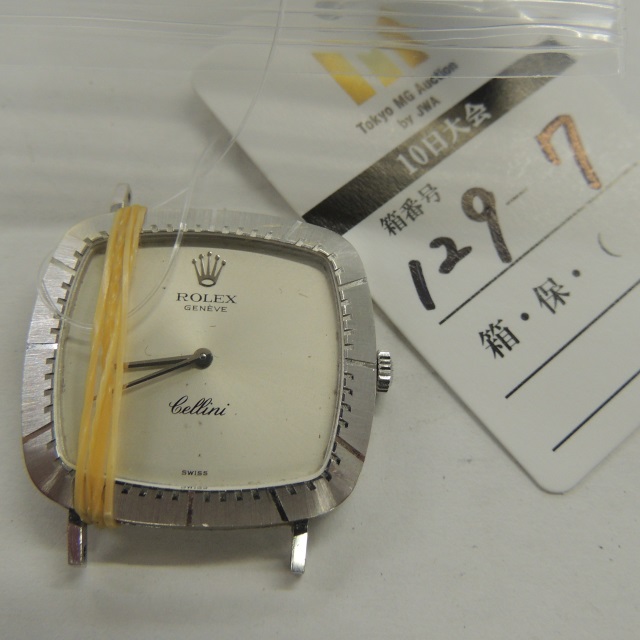 ROLEX
GENEVE
Cellini
SWISS
Tokyo MG Auction
by JWA
10日大会
箱番号
129-7
箱・保・